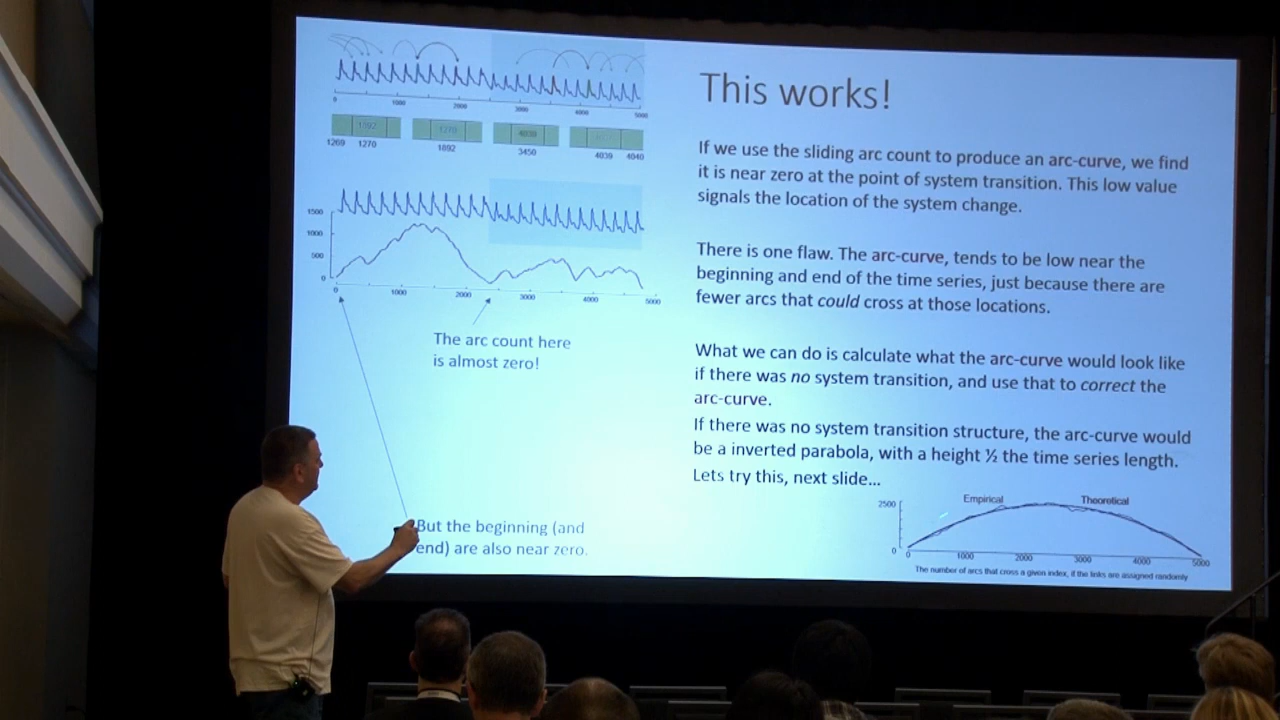 This works!
If we use the sliding arc count to produce an arc-curve, we find
it is near zero at the point of system transition. This low value
signals the location of the system change.
There is one flaw. The arc-curve, tends to be low near the
beginning and end of the time series, just because there are
fewer arcs that could cross at those locations.
What we can do is calculate what the arc-curve would look like
if there was no system transition, and use that to correct the
arc-curve.
If there was no system transition structure, the arc-curve would
be a inverted parabola, with a height ½ the time series length.
Lets try this, next slide...
0 1000 2000 3000 4000 5000
1892 1270 4039
1269 1270 1892 3450 4039 4040
1500
1000
500
0
0 1000 2000 3000 4000 5000
The arc count here
is almost zero!
But the beginning (and
end) are also near zero.
2500 Empirical Theoretical
0
0 1000 2000 3000 4000 5000
The number of arcs that cross a given index, if the links are assigned randomly